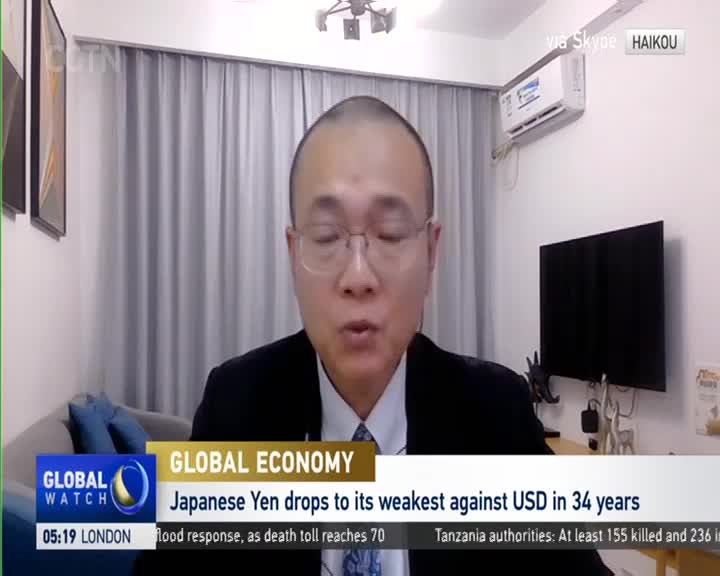 CGTN
via Skype HAIKOU
GLOBAL ECONOMY
GLOBAL WATCH
Japanese Yen drops to its weakest against USD in 34 years
05:19 LONDON
flood response, as death toll reaches 70 Tanzania authorities: At least 155 killed and 236 i